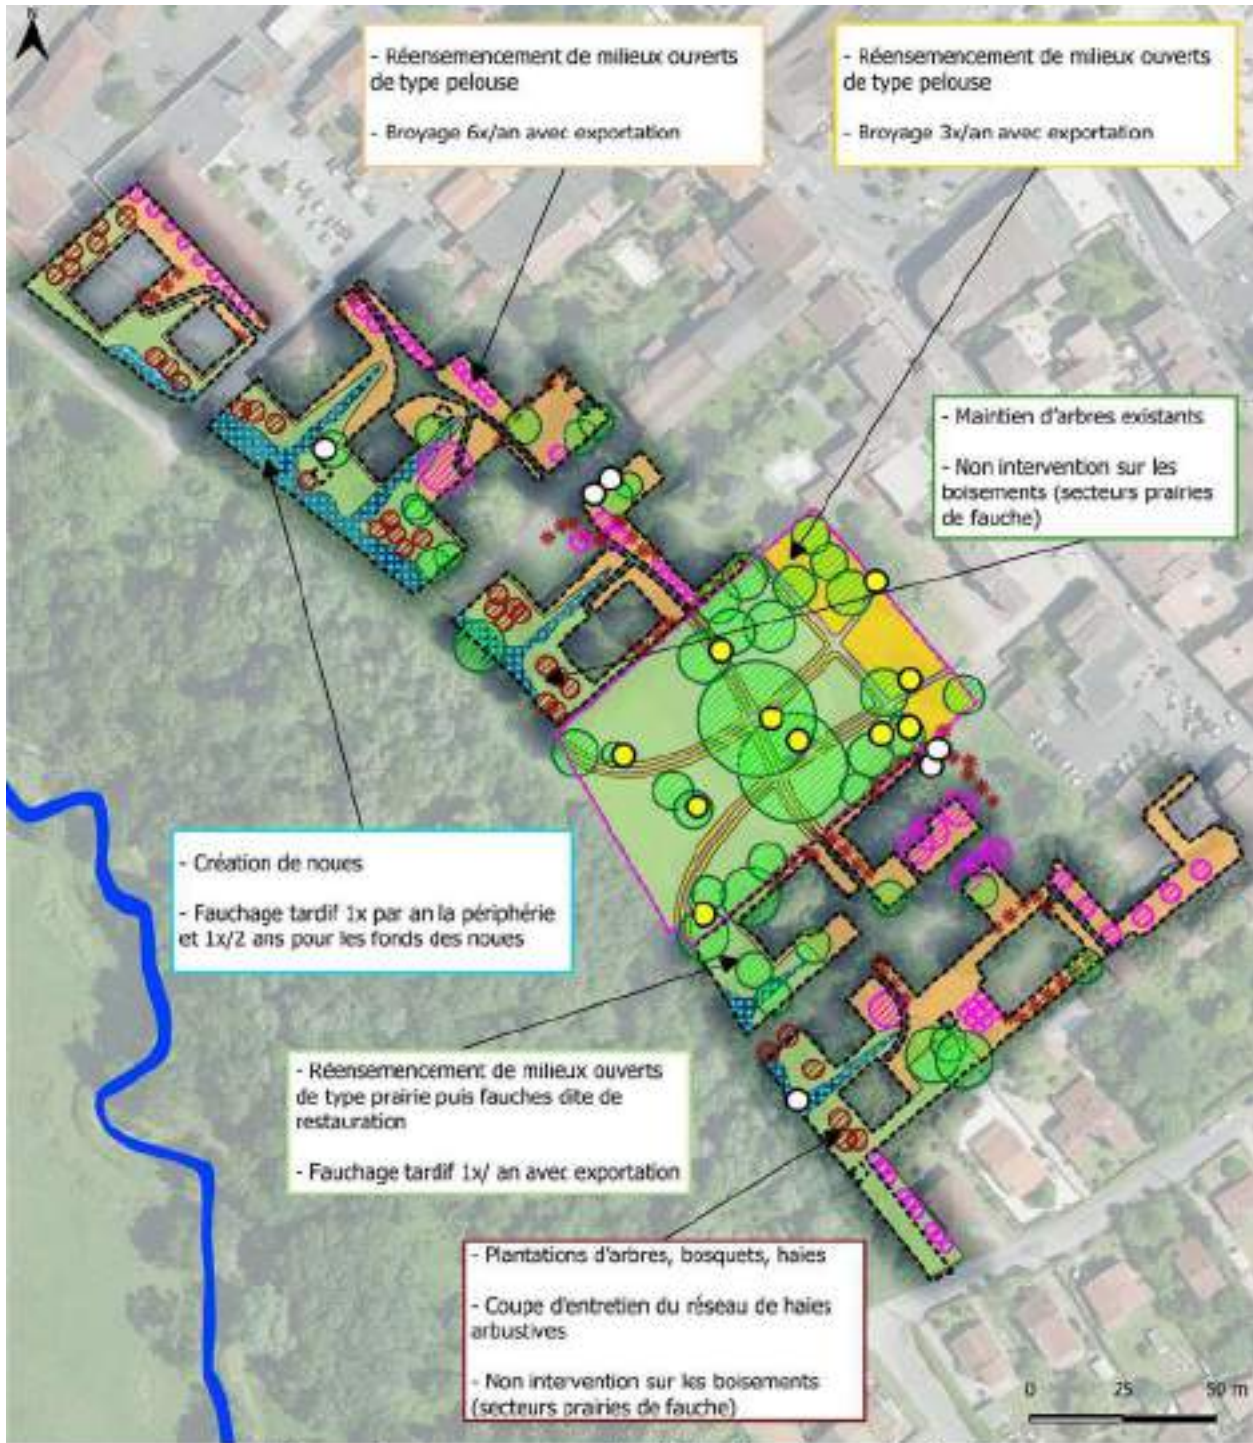 N
- Réensemencement de milieux ouverts
de type pelouse
- Broyage 6x/an avec exportation
- Réensemencement de milieux ouverts
de type pelouse
- Broyage 3x/an avec exportation
- Maintien d'arbres existants
- Non intervention sur les
boisements (secteurs prairies
de fauche)
- Création de noues
- Fauchage tardif 1x par an la périphérie
et 1x/2 ans pour les fonds des noues
- Réensemencement de milieux ouverts
de type prairie puis fauches dite de
restauration
- Fauchage tardif 1x/ an avec exportation
- Plantations d'arbres, bosquets, haies
- Coupe d'entretien du réseau de haies
arbustives
- Non intervention sur les boisements
(secteurs prairies de fauche)
0 25 50 m